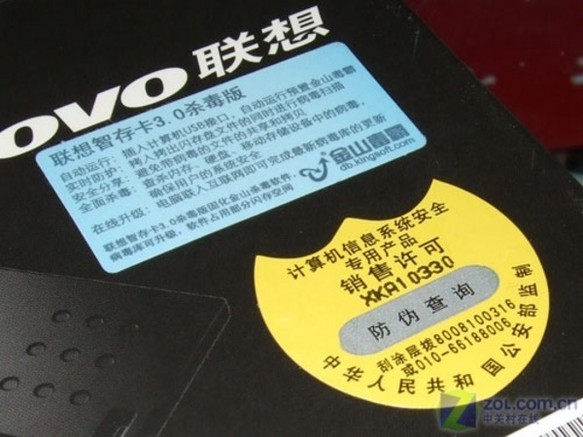 OVO 联想
联想智存卡3.0杀毒版
自动运行：插入计算机USB接口，自动运行预置金山毒霸
实时防护：拷入拷出闪存盘文件的同时进行病毒扫描
安全分享：避免带病毒的文件的共享和拷贝
全面杀毒：查杀内存、硬盘、移动存储设备中的病毒，
确保用户的系统安全
在线升级：电脑联入互联网即可完成最新病毒库的更新
联想智存卡3.0杀毒版固化金山杀毒软件，
病毒库可升级，软件占用部分闪存空间
金山毒霸
db.kingsoft.com
计算机信息系统安全
专用产品
销售许可
XKA10330
防伪查询
刮涂层拨8008100316
或010-66188006
中华人民共和国公安部监制
zol.com.cn
中关村在线